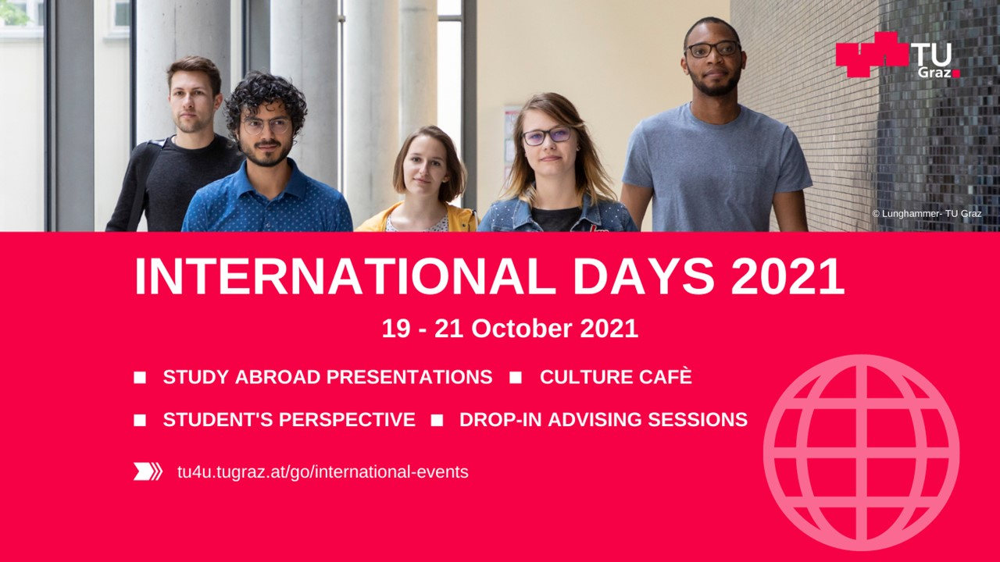 TU
Graz
© Lunghammer- TU Graz
INTERNATIONAL DAYS 2021
19 - 21 October 2021
STUDY ABROAD PRESENTATIONS
CULTURE CAFÈ
STUDENT'S PERSPECTIVE
DROP-IN ADVISING SESSIONS
tu4u.tugraz.at/go/international-events